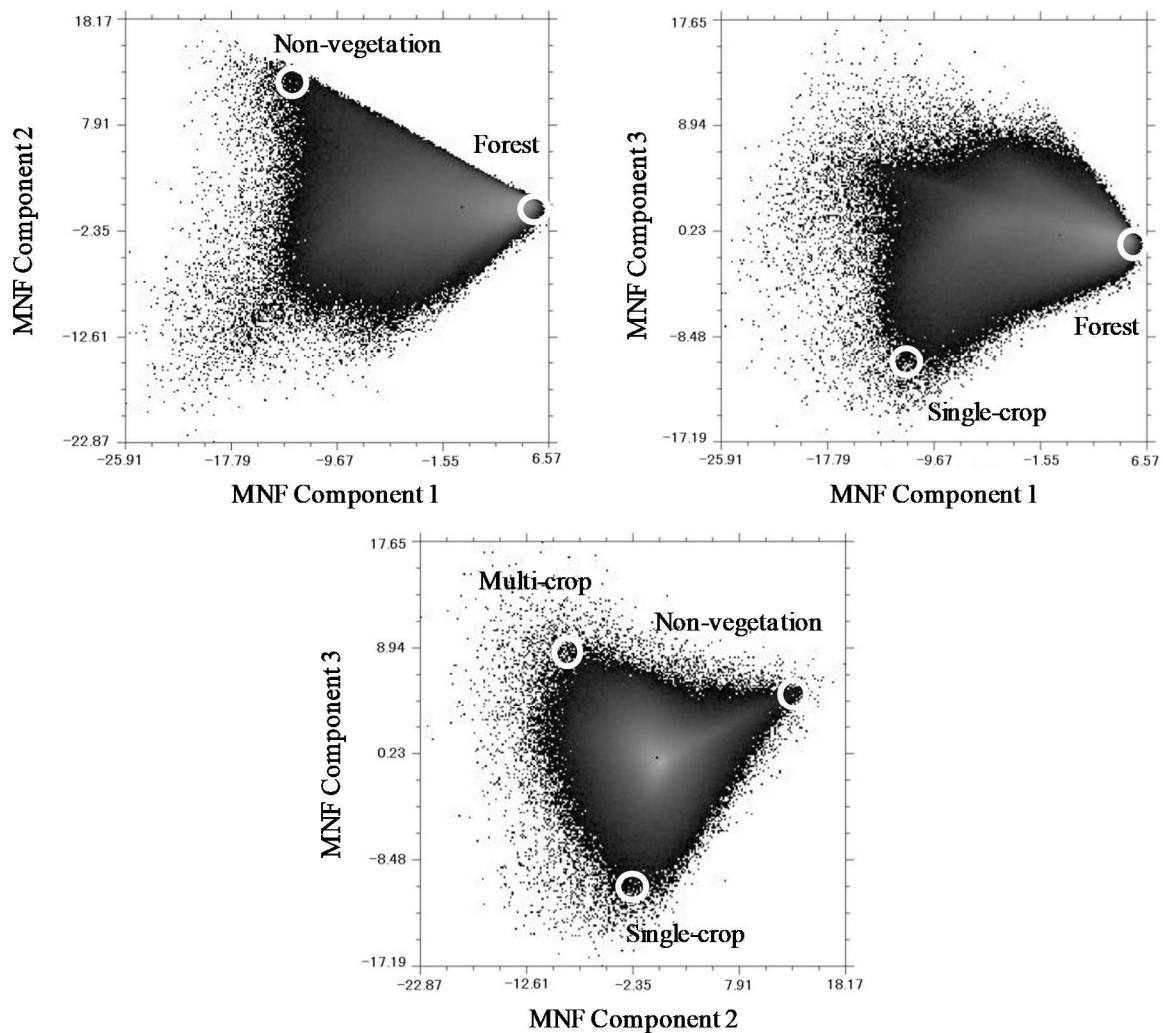 18.17
Non-vegetation
7.91
Forest
MNF Component 2
−2.35
−12.61
−22.87
−25.91 −17.79 −9.67 −1.55 6.57
MNF Component 1
17.65
8.94
MNF Component 3
0.23
Forest
−8.48
Single-crop
−17.19
−25.91 −17.79 −9.67 −1.55 6.57
MNF Component 1
17.65
Multi-crop
Non-vegetation
8.94
MNF Component 3
0.23
−8.48
Single-crop
−17.19
−22.87 −12.61 −2.35 7.91 18.17
MNF Component 2